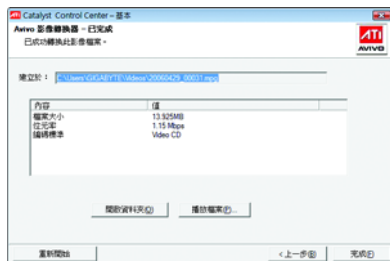 Catalyst Control Center – 基本
Avivo 影像轉換器 – 已完成
已成功轉換此影像檔案。
ATI
AVIVO
建立於：
C:\Users\GIGABYTE\Videos\20060429_00031.mpg
內容 值
檔案大小 13.925MB
位元率 1.15 Mbps
編碼標準 Video CD
開啟資料夾(O) 播放檔案(P)...
重新開始 <上一步(B) 完成(F)